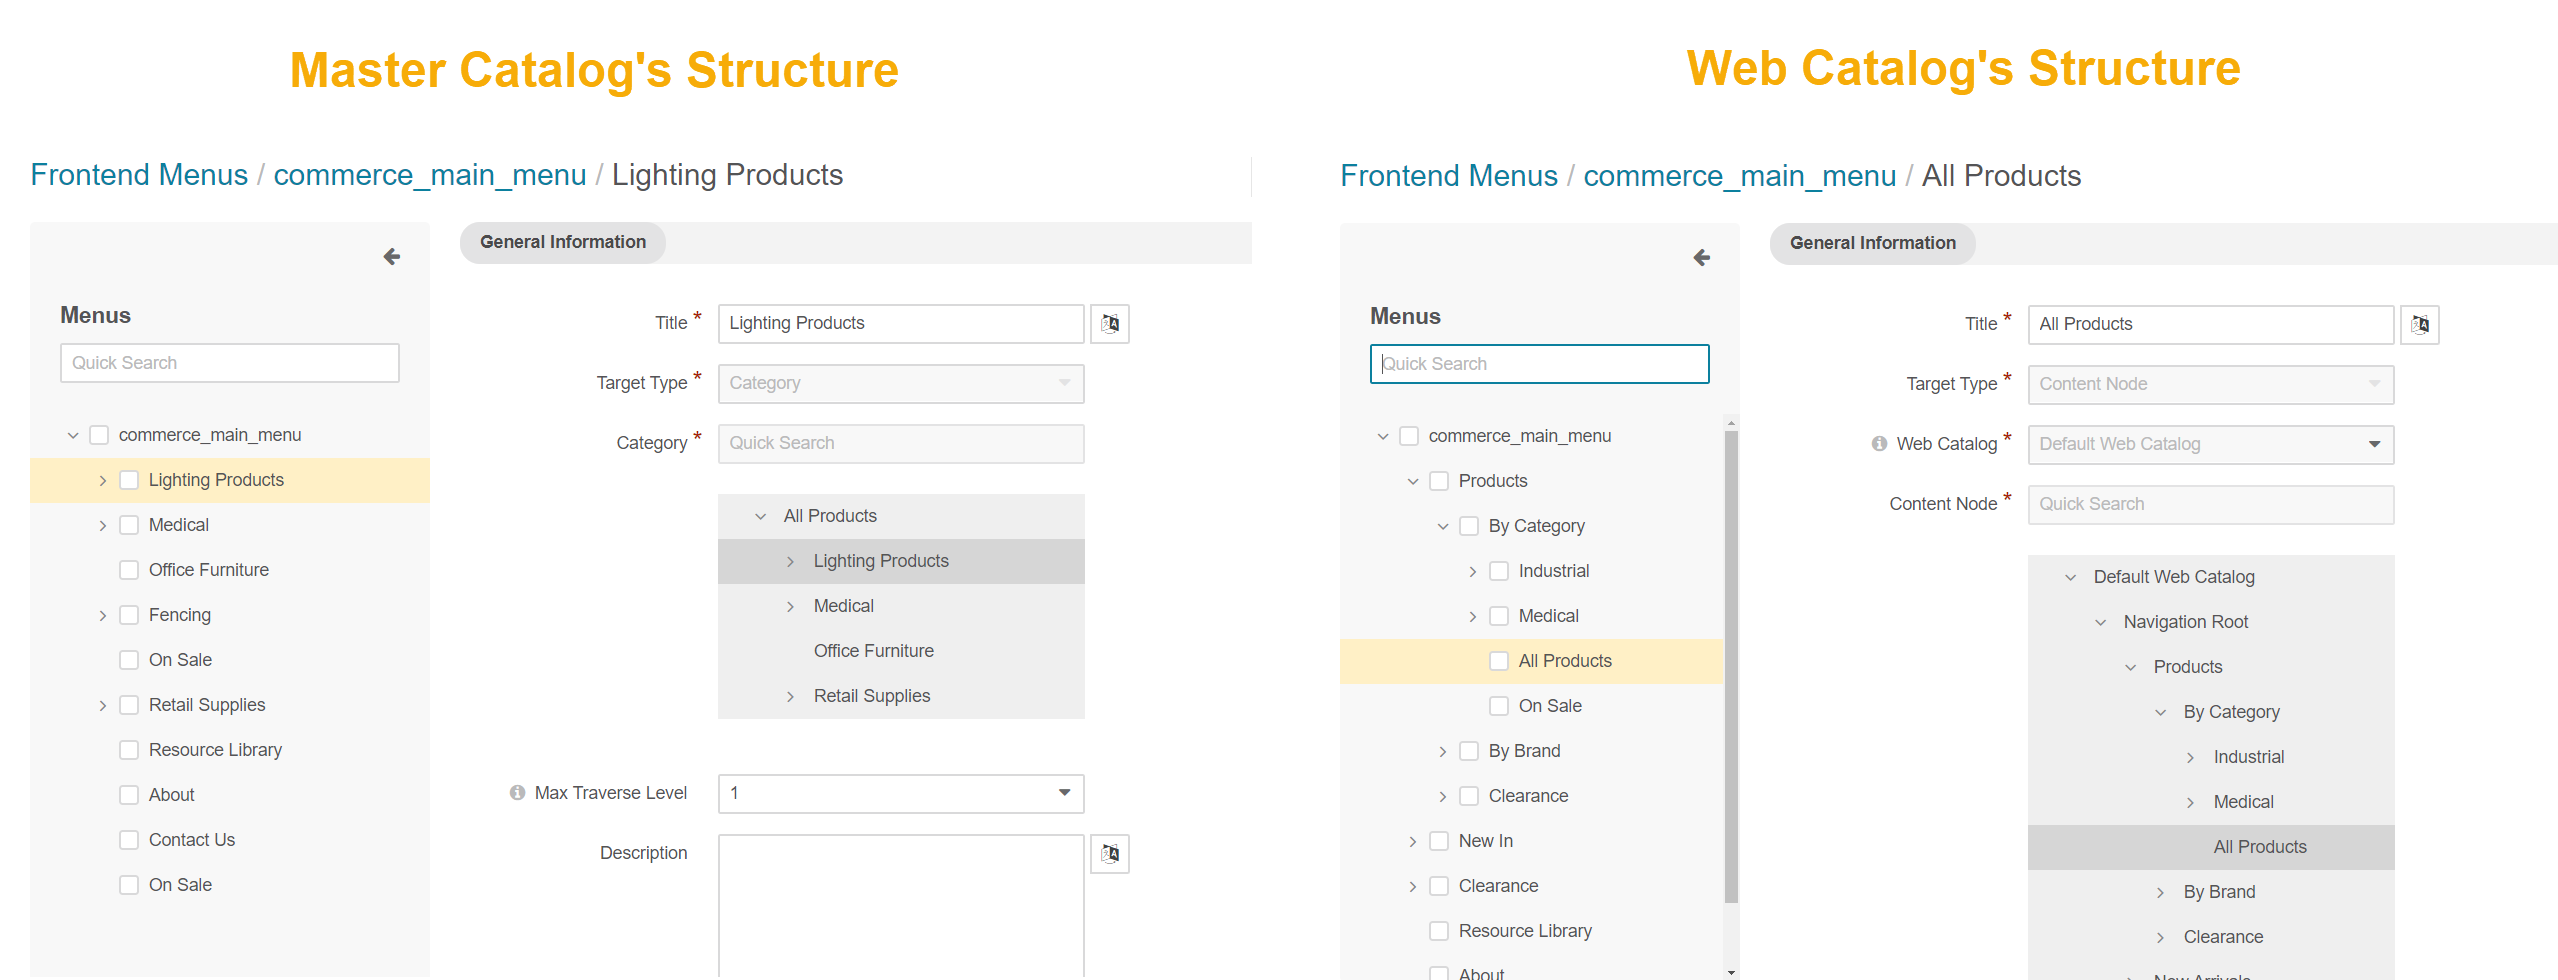 Master Catalog's Structure
Frontend Menus / commerce_main_menu / Lighting Products
Menus
Quick Search
commerce_main_menu
Lighting Products
Medical
Office Furniture
Fencing
On Sale
Retail Supplies
Resource Library
About
Contact Us
On Sale
General Information
Title * Lighting Products
Target Type * Category
Category * Quick Search
All Products
Lighting Products
Medical
Office Furniture
Retail Supplies
Max Traverse Level 1
Description
Web Catalog's Structure
Frontend Menus / commerce_main_menu / All Products
Menus
Quick Search
commerce_main_menu
Products
By Category
Industrial
Medical
All Products
On Sale
By Brand
Clearance
New In
Clearance
Resource Library
About
General Information
Title * All Products
Target Type * Content Node
Web Catalog * Default Web Catalog
Content Node * Quick Search
Default Web Catalog
Navigation Root
Products
By Category
Industrial
Medical
All Products
By Brand
Clearance
New Arrivals